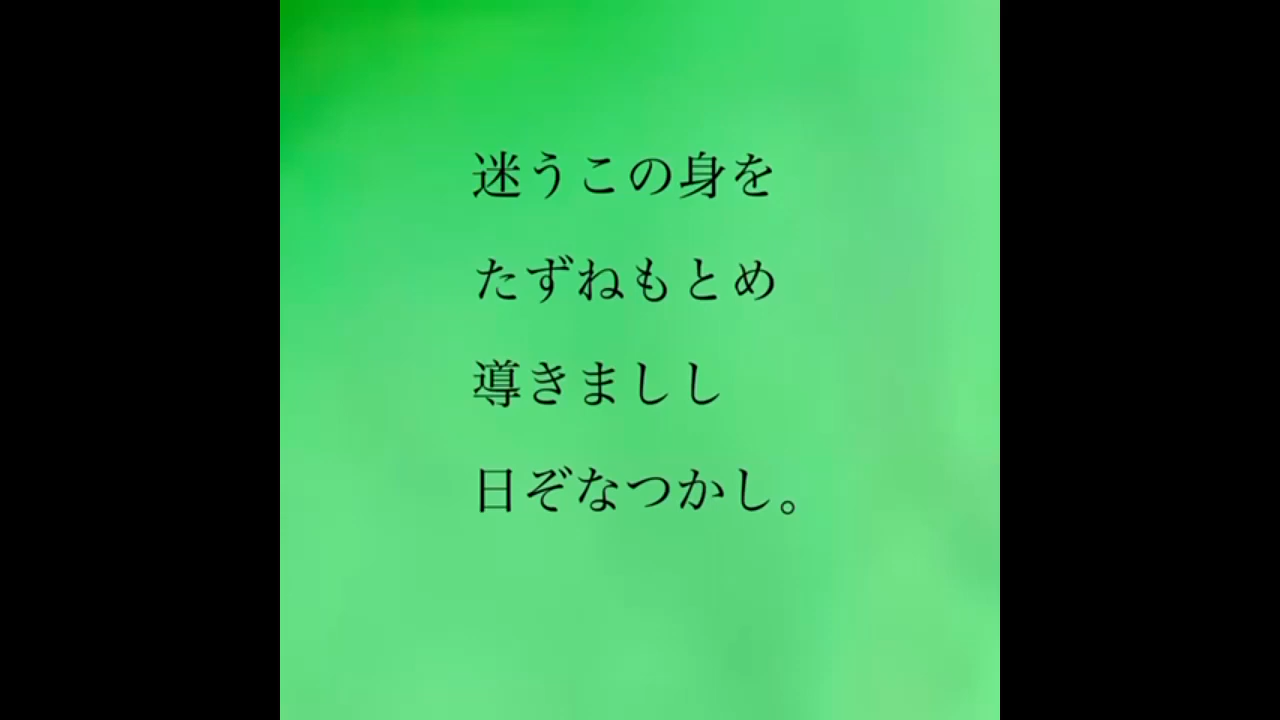 迷うこの身を
たずねもとめ
導きましし
日ぞなつかし。